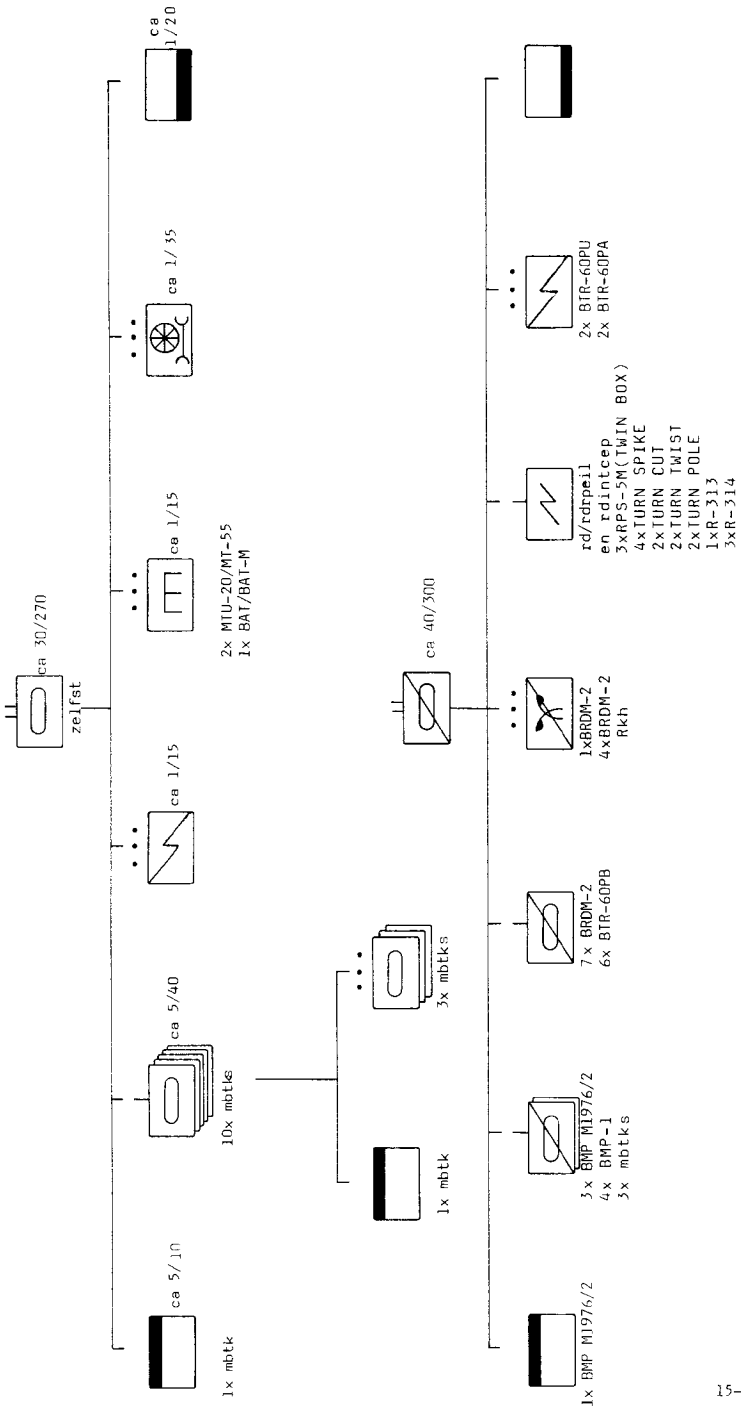 ca 30/270
zelfst
ca 5/10
1x mbtk
ca 5/40
10x mbtks
ca 1/15
ca 1/15
2x MTU-20/MT-55
1x BAT/BAT-M
ca 1/35
ca
1/20
1x mbtk
3x mbtks
ca 40/300
1x BMP M1976/2
3x BMP M1976/2
4x BMP-1
3x mbtks
7x BRDM-2
6x BTR-60PB
1xBRDM-2
4xBRDM-2
Rkh
rd/rdrpeil
en rdintcep
3xRPS-5M(TWIN BOX)
4xTURN SPIKE
2xTURN CUT
2xTURN TWIST
2xTURN POLE
1xR-313
3xR-314
2x BTR-60PU
2x BTR-60PA
15-